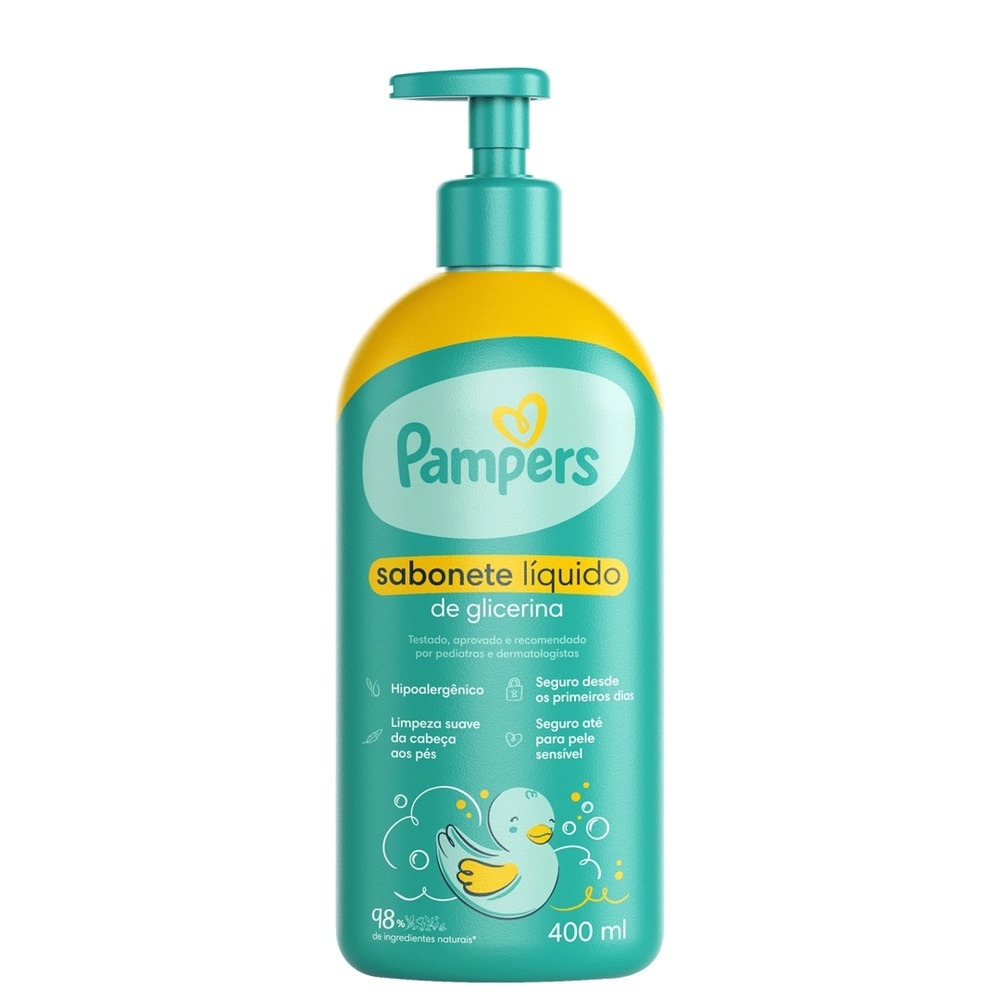 Pampers
sabonete líquido
de glicerina
Testado, aprovado e recomendado
por pediatras e dermatologistas
Hipoalergênico
Seguro desde
os primeiros dias
Limpeza suave
da cabeça
aos pés
Seguro até
para pele
sensível
98%
de ingredientes naturais*
400 ml